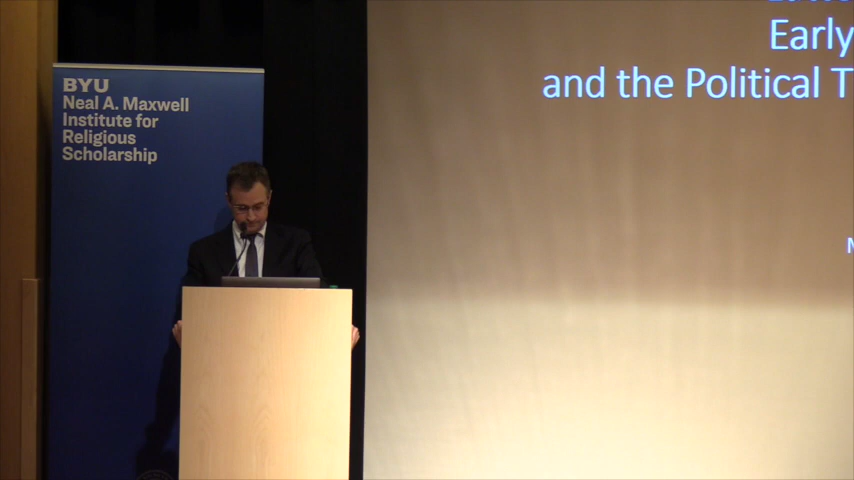 BYU
Neal A. Maxwell
Institute for
Religious
Scholarship
Early
and the Political T